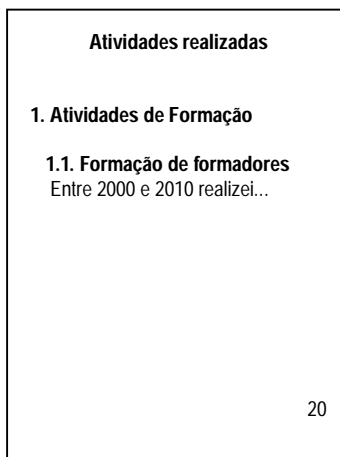 Atividades realizadas
1. Atividades de Formação
1.1. Formação de formadores
Entre 2000 e 2010 realizei...
20